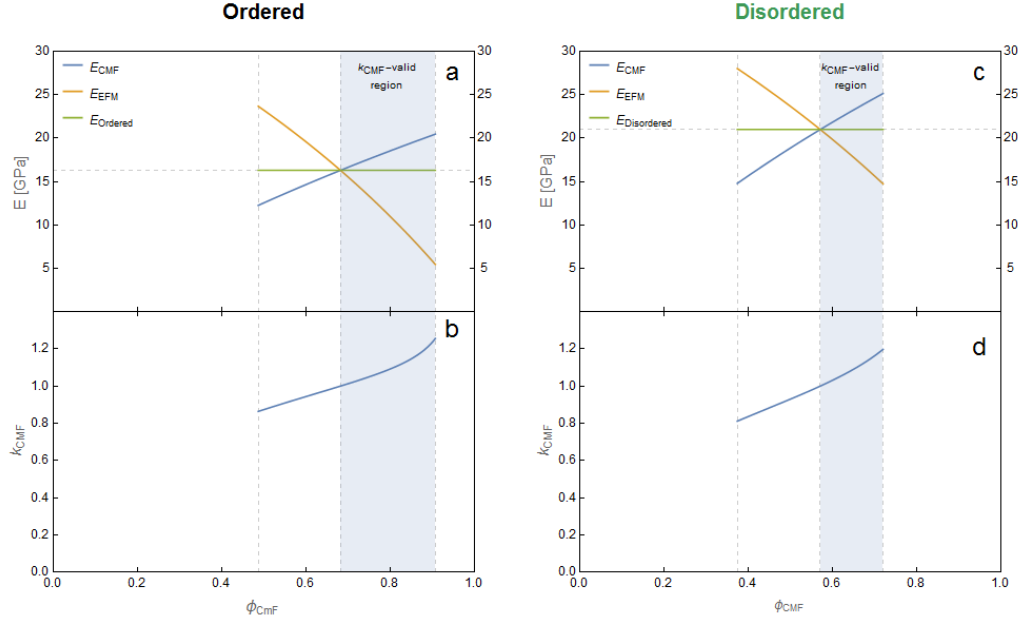 Ordered
Disordered
30
25
20
15
10
5
E [GPa]
E_CMF
E_EFM
E_Ordered
k_CMF-valid
region
a
30
25
20
15
10
5
b
1.2
1.0
0.8
0.6
0.4
0.2
0.0
k_CMF
0.0 0.2 0.4 0.6 0.8 1.0
ϕ_CmF
30
25
20
15
10
5
E [GPa]
E_CMF
E_EFM
E_Disordered
k_CMF-valid
region
c
30
25
20
15
10
5
d
1.2
1.0
0.8
0.6
0.4
0.2
0.0
k_CMF
0.0 0.2 0.4 0.6 0.8 1.0
ϕ_CMF